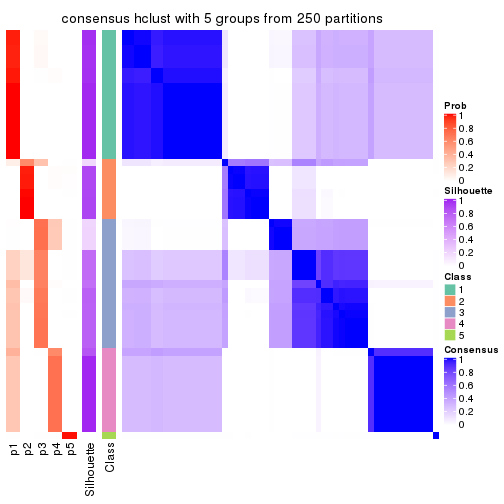 consensus hclust with 5 groups from 250 partitions
Prob
1
0.8
0.6
0.4
0.2
0
Silhouette
1
0.8
0.6
0.4
0.2
0
Class
1
2
3
4
5
Consensus
1
0.8
0.6
0.4
0.2
0
p1
p2
p3
p4
p5
Silhouette
Class